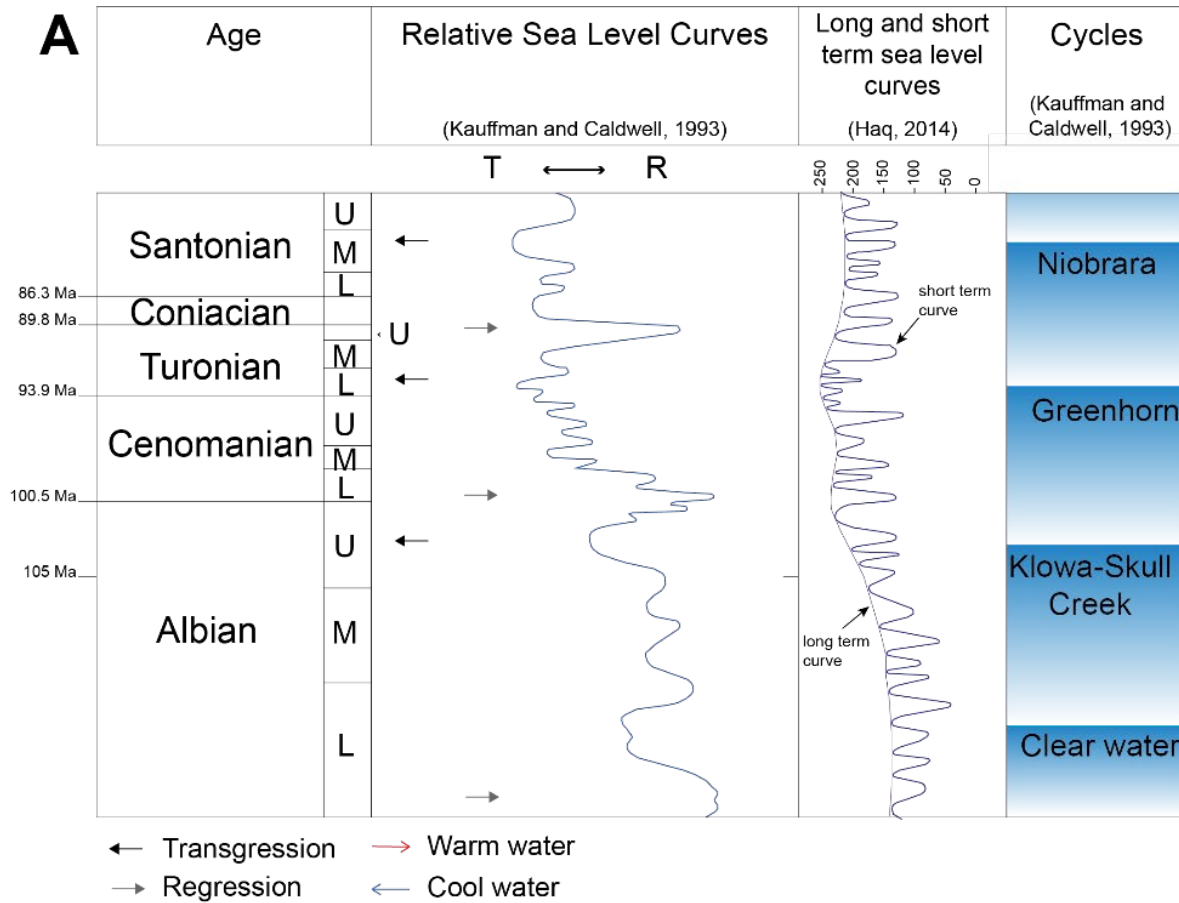 A
Age
Relative Sea Level Curves
(Kauffman and Caldwell, 1993)
Long and short
term sea level
curves
(Haq, 2014)
Cycles
(Kauffman and
Caldwell, 1993)
T
R
250
200
150
100
50
0
Santonian
U
M
L
86.3 Ma
Coniacian
89.8 Ma
Turonian
U
M
L
93.9 Ma
Cenomanian
U
M
L
100.5 Ma
Albian
U
105 Ma
M
L
short term
curve
long term
curve
Niobrara
Greenhorn
Klowa-Skull
Creek
Clear water
Transgression
Warm water
Regression
Cool water